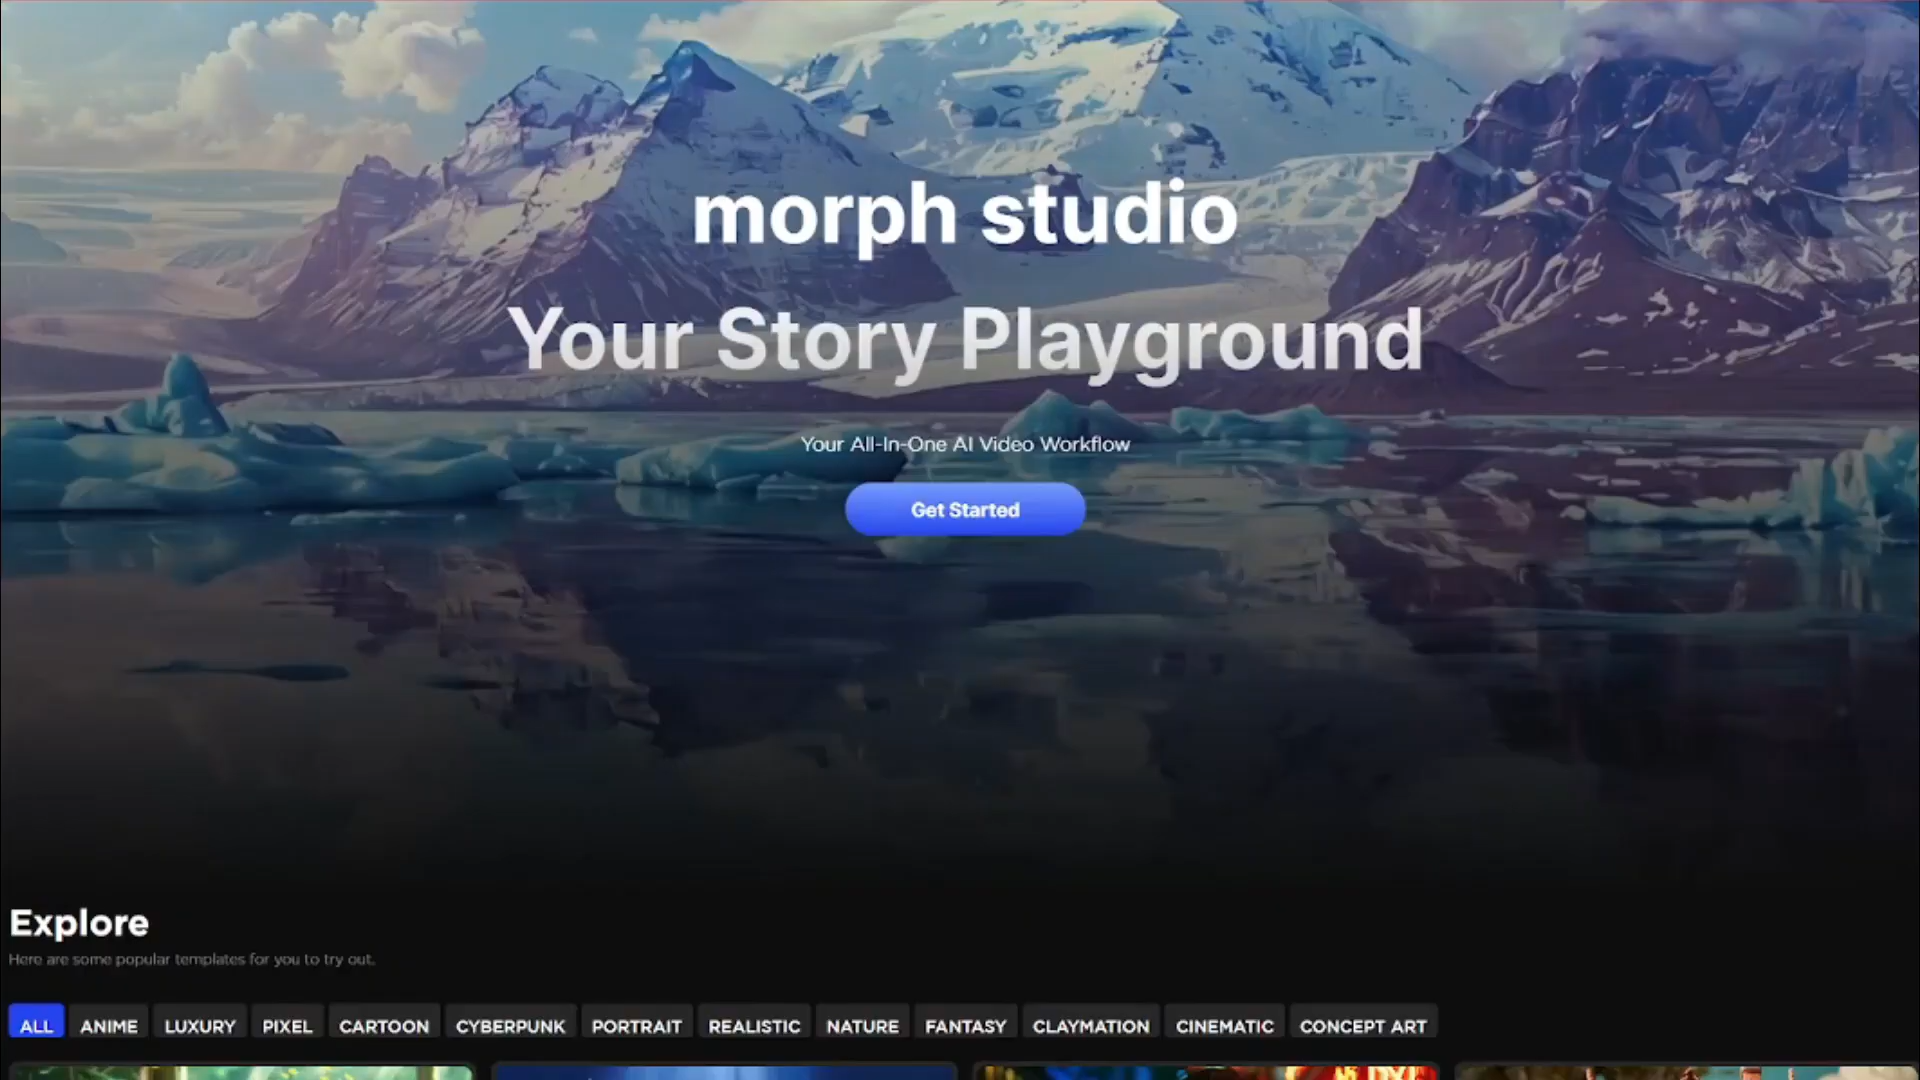 morph studio
Your Story Playground
Your All-In-One AI Video Workflow
Get Started
Explore
Here are some popular templates for you to try out.
ALL ANIME LUXURY PIXEL CARTOON CYBERPUNK PORTRAIT REALISTIC NATURE FANTASY CLAYMATION CINEMATIC CONCEPT ART